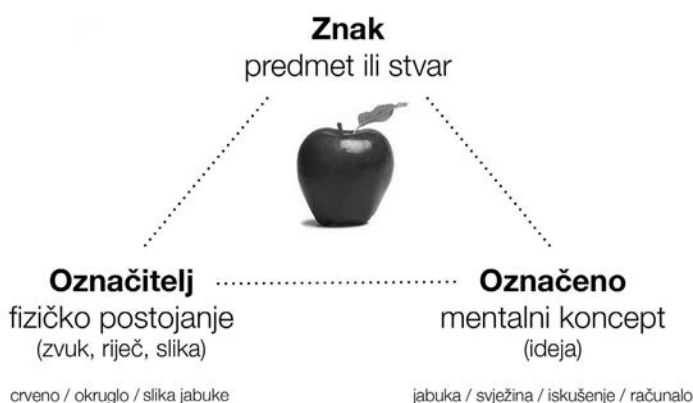 Znak
predmet ili stvar
Označitelj
fizičko postojanje
(zvuk, riječ, slika)
crveno / okruglo / slika jabuke
Označeno
mentalni koncept
(ideja)
jabuka / svježina / iskušenje / računalo